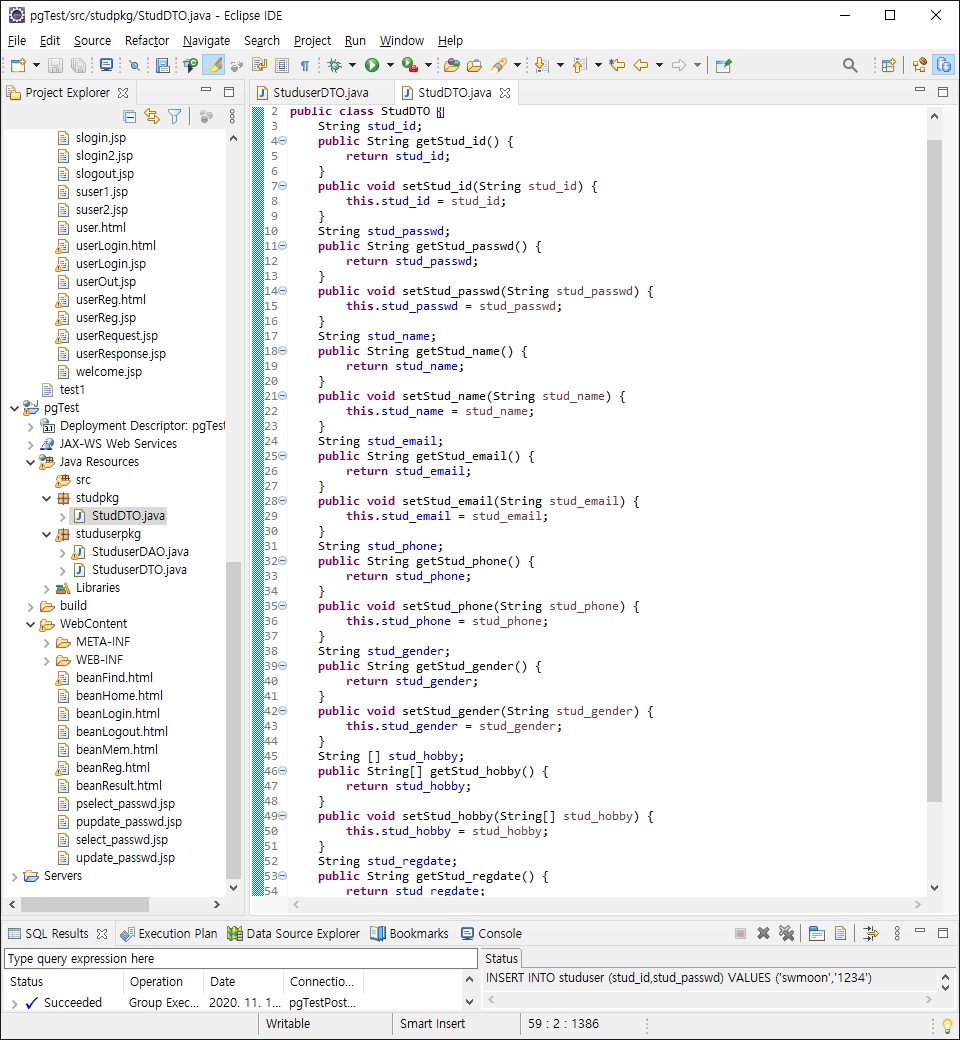 pgTest/src/studpkg/StudDTO.java - Eclipse IDE
File Edit Source Refactor Navigate Search Project Run Window Help
Project Explorer
slogin.jsp
slogin2.jsp
slogout.jsp
suser1.jsp
suser2.jsp
user.html
userLogin.html
userLogin.jsp
userOut.jsp
userReg.html
userReg.jsp
userRequest.jsp
userResponse.jsp
welcome.jsp
test1
pgTest
Deployment Descriptor: pgTest
JAX-WS Web Services
Java Resources
src
studpkg
StudDTO.java
studuserpkg
StuduserDAO.java
StuduserDTO.java
Libraries
build
WebContent
META-INF
WEB-INF
beanFind.html
beanHome.html
beanLogin.html
beanLogout.html
beanMem.html
beanReg.html
beanResult.html
pselect_passwd.jsp
pupdate_passwd.jsp
select_passwd.jsp
update_passwd.jsp
Servers
StuduserDTO.java StudDTO.java
2 public class StudDTO {
3 String stud_id;
4 public String getStud_id() {
5 return stud_id;
6 }
7 public void setStud_id(String stud_id) {
8 this.stud_id = stud_id;
9 }
10 String stud_passwd;
11 public String getStud_passwd() {
12 return stud_passwd;
13 }
14 public void setStud_passwd(String stud_passwd) {
15 this.stud_passwd = stud_passwd;
16 }
17 String stud_name;
18 public String getStud_name() {
19 return stud_name;
20 }
21 public void setStud_name(String stud_name) {
22 this.stud_name = stud_name;
23 }
24 String stud_email;
25 public String getStud_email() {
26 return stud_email;
27 }
28 public void setStud_email(String stud_email) {
29 this.stud_email = stud_email;
30 }
31 String stud_phone;
32 public String getStud_phone() {
33 return stud_phone;
34 }
35 public void setStud_phone(String stud_phone) {
36 this.stud_phone = stud_phone;
37 }
38 String stud_gender;
39 public String getStud_gender() {
40 return stud_gender;
41 }
42 public void setStud_gender(String stud_gender) {
43 this.stud_gender = stud_gender;
44 }
45 String [] stud_hobby;
46 public String[] getStud_hobby() {
47 return stud_hobby;
48 }
49 public void setStud_hobby(String[] stud_hobby) {
50 this.stud_hobby = stud_hobby;
51 }
52 String stud_regdate;
53 public String getStud_regdate() {
54 return stud_regdate;
SQL Results Execution Plan Data Source Explorer Bookmarks Console
Type query expression here
Status Operation Date Connectio...
Succeeded Group Exec... 2020. 11. 1... pgTestPost...
Status
INSERT INTO studuser (stud_id,stud_passwd) VALUES ('swmoon','1234')
Writable Smart Insert 59 : 2 : 1386